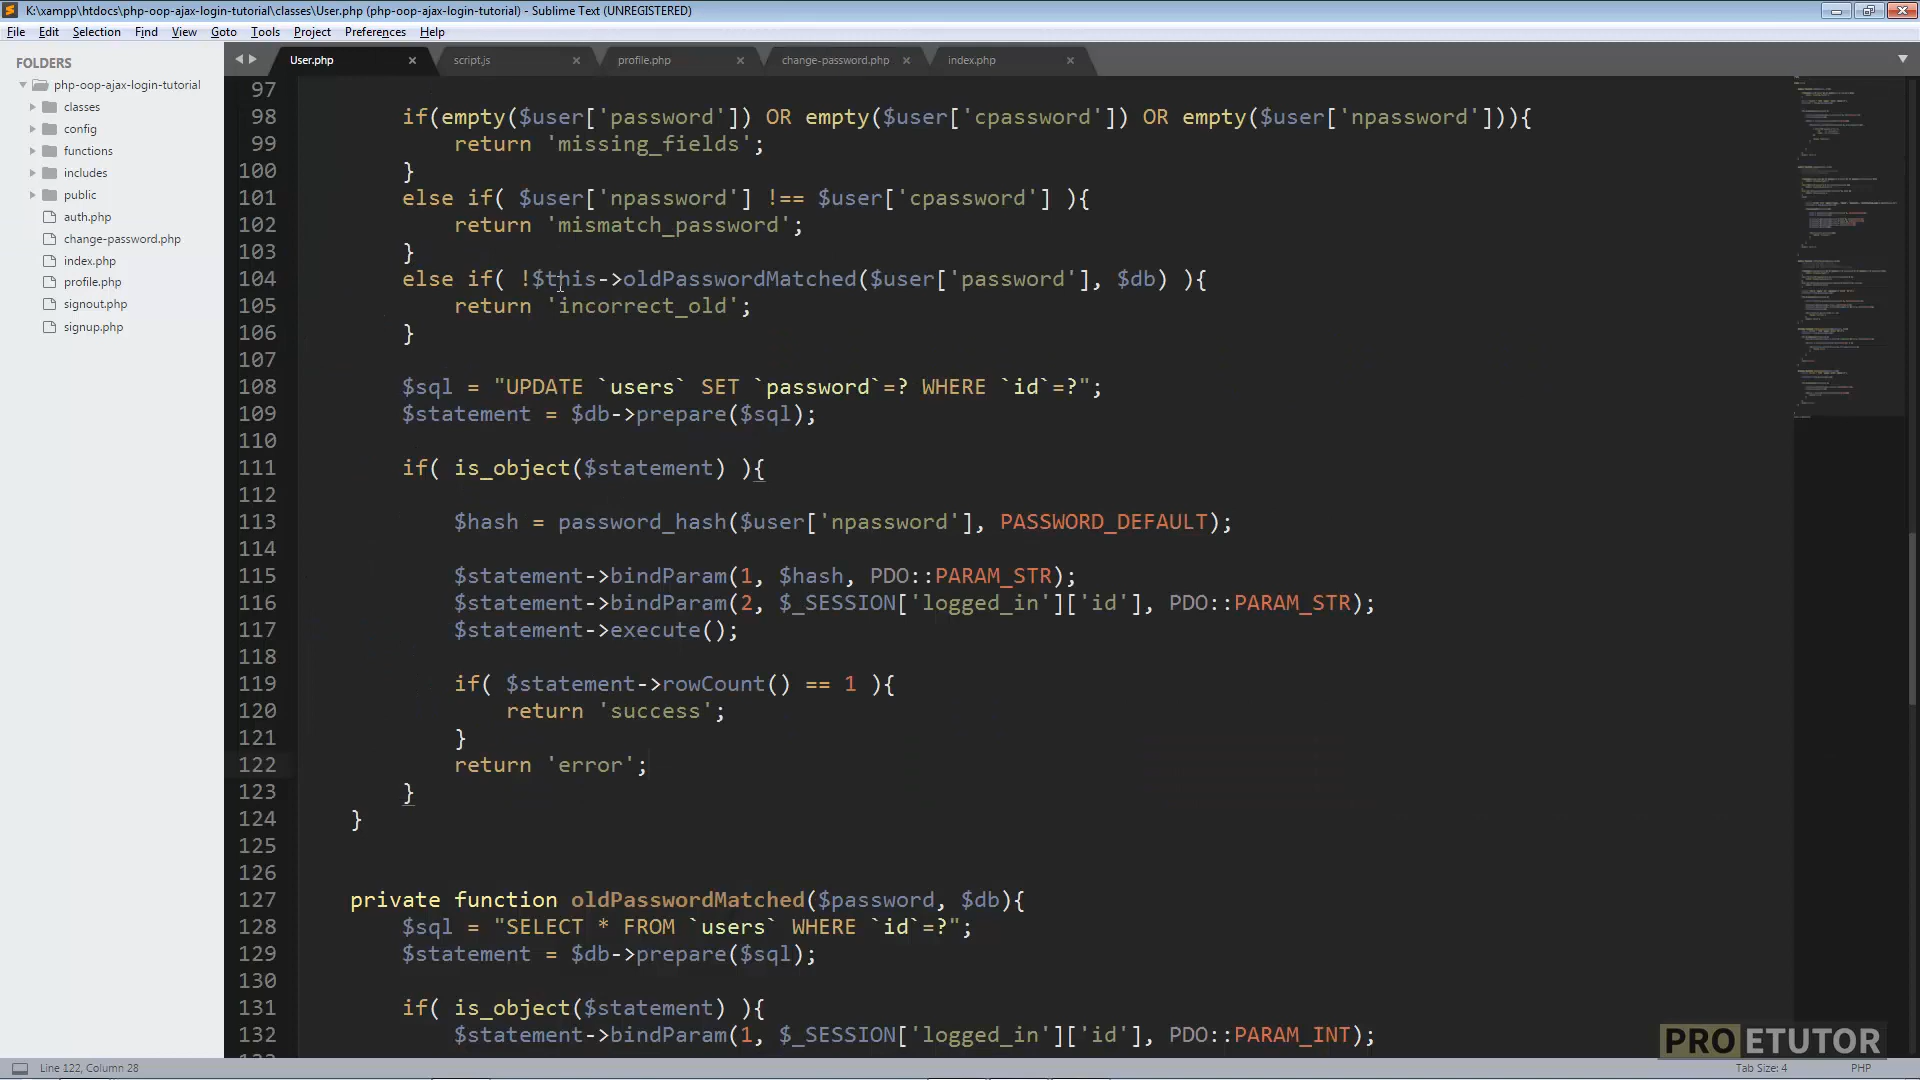 K:\xampp\htdocs\php-oop-ajax-login-tutorial\classes\User.php (php-oop-ajax-login-tutorial) - Sublime Text (UNREGISTERED)
File Edit Selection Find View Goto Tools Project Preferences Help
FOLDERS
php-oop-ajax-login-tutorial
classes
config
functions
includes
public
auth.php
change-password.php
index.php
profile.php
signout.php
signup.php
User.php script.js profile.php change-password.php index.php
97
98 if(empty($user['password']) OR empty($user['cpassword']) OR empty($user['npassword'])){
99 return 'missing_fields';
100 }
101 else if( $user['npassword'] !== $user['cpassword'] ){
102 return 'mismatch_password';
103 }
104 else if( !$this->oldPasswordMatched($user['password'], $db) ){
105 return 'incorrect_old';
106 }
107
108 $sql = "UPDATE `users` SET `password`=? WHERE `id`=?";
109 $statement = $db->prepare($sql);
110
111 if( is_object($statement) ){
112
113 $hash = password_hash($user['npassword'], PASSWORD_DEFAULT);
114
115 $statement->bindParam(1, $hash, PDO::PARAM_STR);
116 $statement->bindParam(2, $_SESSION['logged_in']['id'], PDO::PARAM_STR);
117 $statement->execute();
118
119 if( $statement->rowCount() == 1 ){
120 return 'success';
121 }
122 return 'error';
123 }
124 }
125
126
127 private function oldPasswordMatched($password, $db){
128 $sql = "SELECT * FROM `users` WHERE `id`=?";
129 $statement = $db->prepare($sql);
130
131 if( is_object($statement) ){
132 $statement->bindParam(1, $_SESSION['logged_in']['id'], PDO::PARAM_INT);
PROETUTOR
Line 122, Column 28
Tab Size: 4
PHP